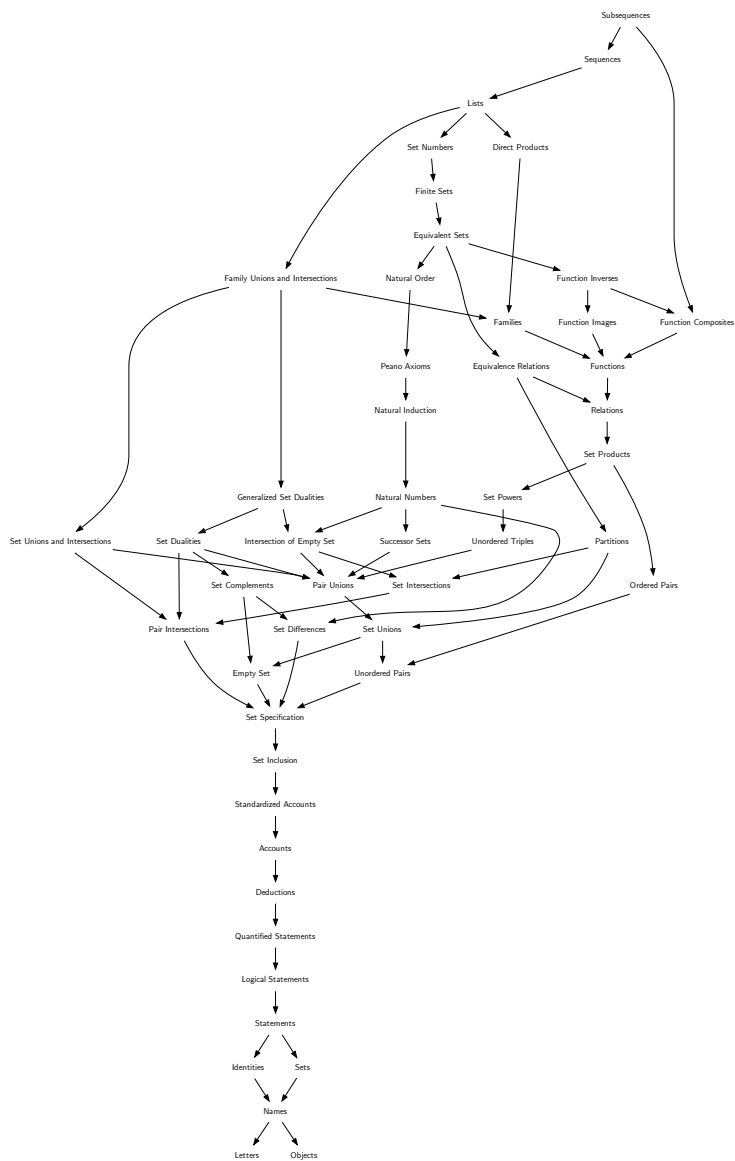 Subsequences
Sequences
Lists
Set Numbers
Direct Products
Finite Sets
Equivalent Sets
Family Unions and Intersections
Natural Order
Function Inverses
Families
Function Images
Function Composites
Peano Axioms
Equivalence Relations
Functions
Natural Induction
Relations
Set Products
Generalized Set Dualities
Natural Numbers
Set Powers
Set Unions and Intersections
Set Dualities
Intersection of Empty Set
Successor Sets
Unordered Triples
Partitions
Set Complements
Pair Unions
Set Intersections
Ordered Pairs
Pair Intersections
Set Differences
Set Unions
Empty Set
Unordered Pairs
Set Specification
Set Inclusion
Standardized Accounts
Accounts
Deductions
Quantified Statements
Logical Statements
Statements
Identities
Sets
Names
Letters
Objects